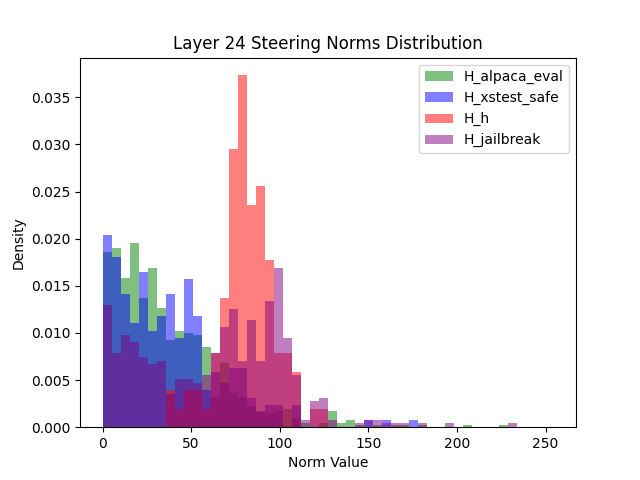 Layer 24 Steering Norms Distribution
H_alpaca_eval
H_xstest_safe
H_h
H_jailbreak
0.035
0.030
0.025
0.020
0.015
0.010
0.005
0.000
Density
0 50 100 150 200 250
Norm Value